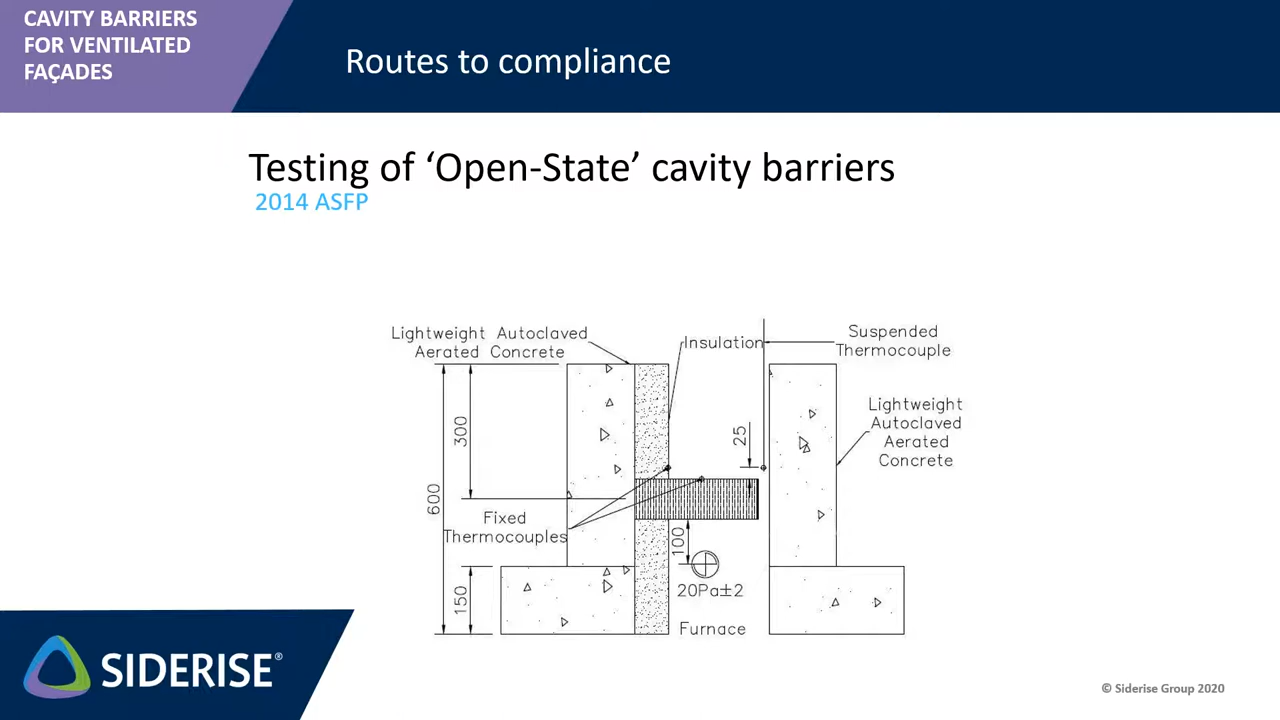 CAVITY BARRIERS
FOR VENTILATED
FAÇADES
Routes to compliance
Testing of ‘Open-State’ cavity barriers
2014 ASFP
Lightweight Autoclaved
Aerated Concrete
Insulation
Suspended
Thermocouple
Lightweight
Autoclaved
Aerated
Concrete
300
25
600
Fixed
Thermocouples
100
20Pa±2
150
Furnace
SIDERISE®
© Siderise Group 2020